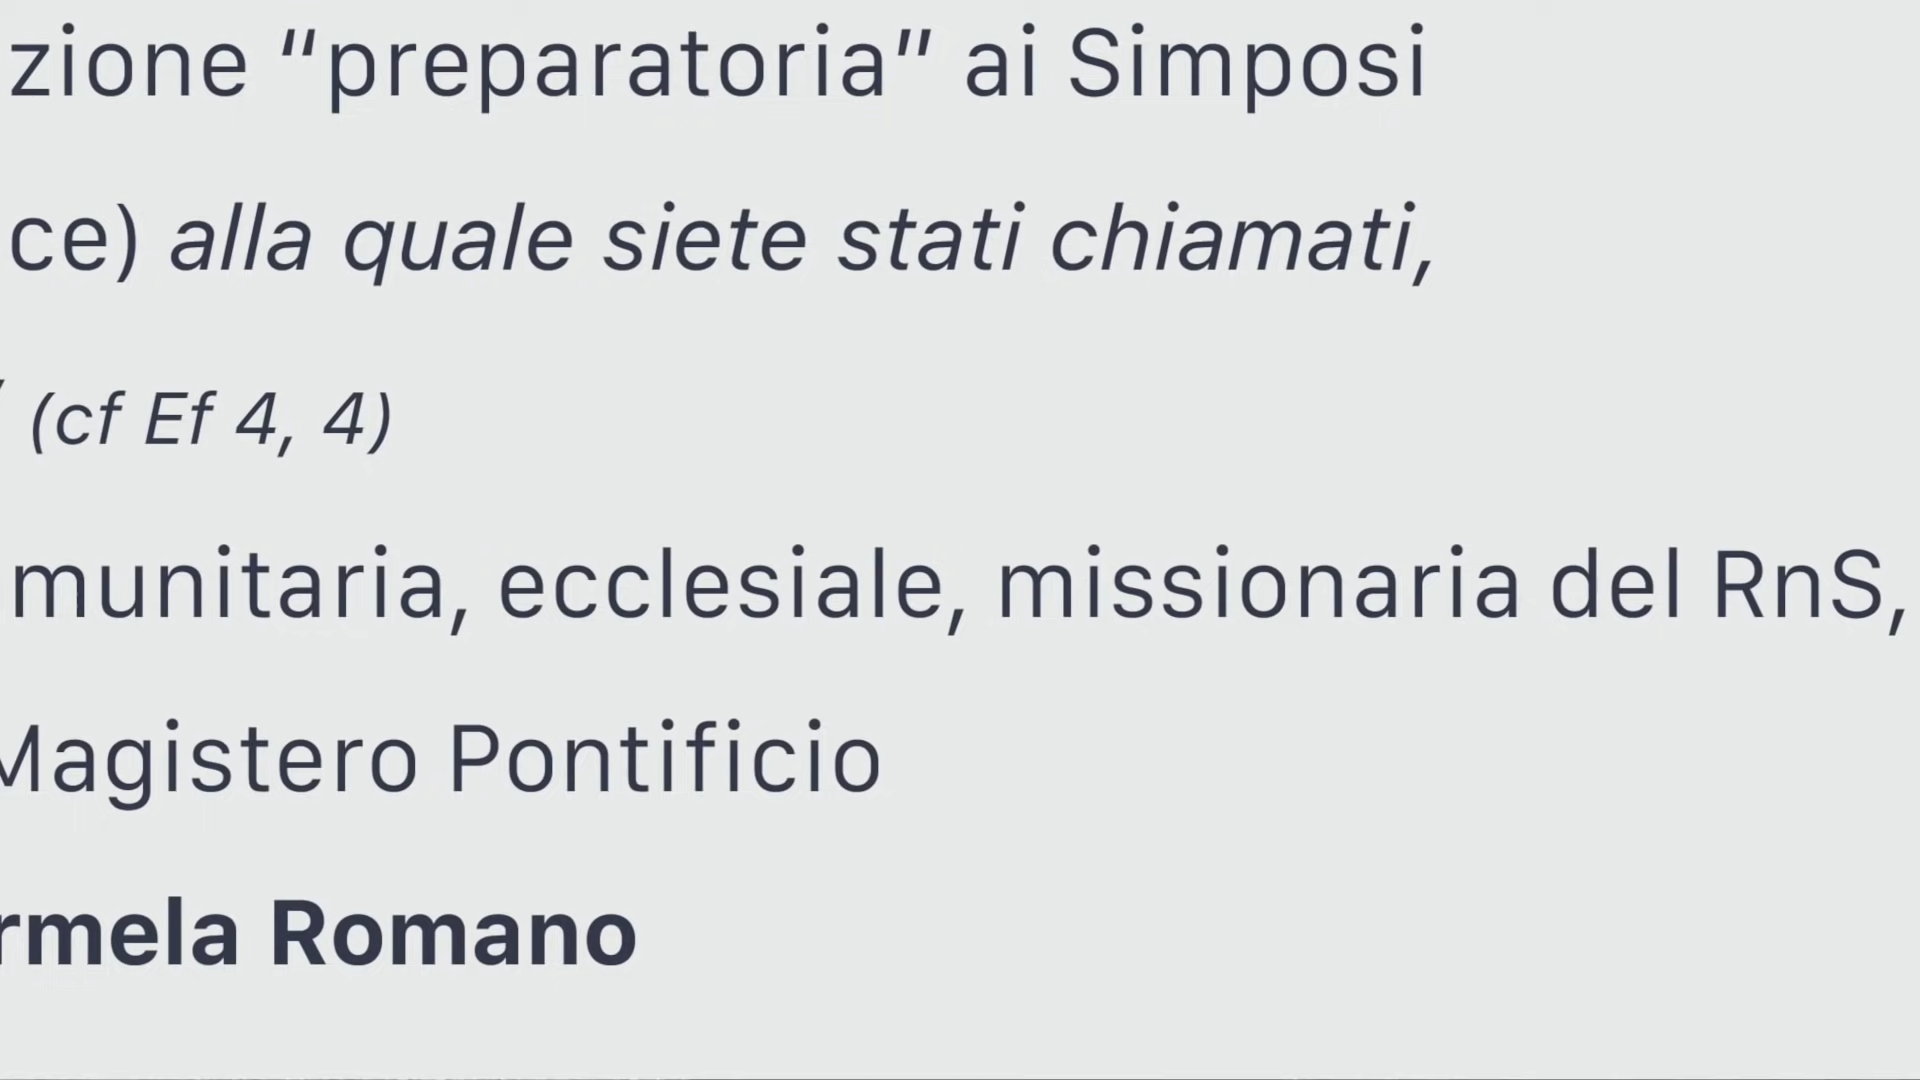 zione “preparatoria” ai Simposi
ce) alla quale siete stati chiamati,
(cf Ef 4, 4)
munitaria, ecclesiale, missionaria del RnS,
Magistero Pontificio
rmela Romano